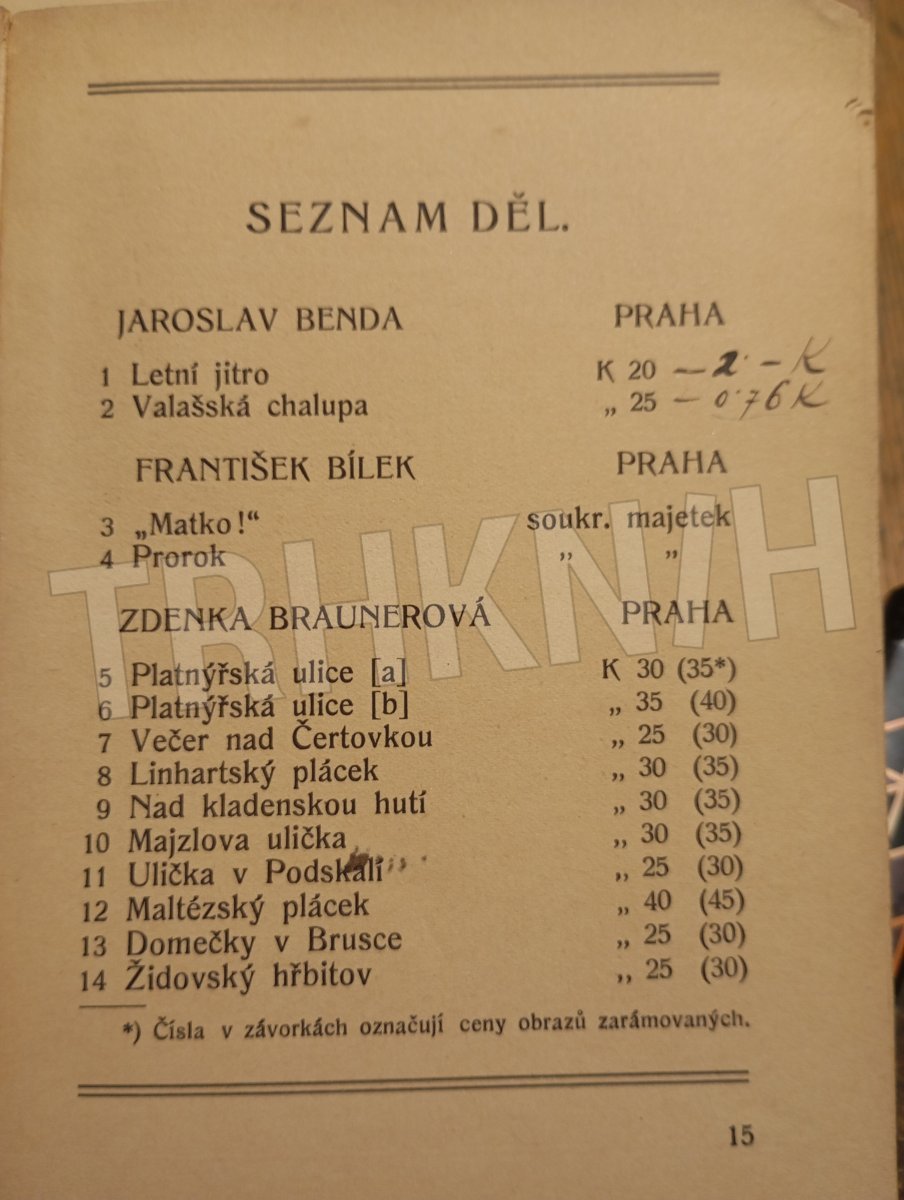 SEZNAM DĚL.
JAROSLAV BENDA PRAHA
1 Letní jitro K 20 — 2 · – K
2 Valašská chalupa „ 25 — 0·76 K
FRANTIŠEK BÍLEK PRAHA
3 „Matko!“ soukr. majetek
4 Prorok „ „
TRHKNIH
ZDENKA BRAUNEROVÁ PRAHA
5 Platnýřská ulice [a] K 30 (35*)
6 Platnýřská ulice [b] „ 35 (40)
7 Večer nad Čertovkou „ 25 (30)
8 Linhartský plácek „ 30 (35)
9 Nad kladenskou hutí „ 30 (35)
10 Majzlova ulička „ 30 (35)
11 Ulička v Podskalí „ 25 (30)
12 Maltézský plácek „ 40 (45)
13 Domečky v Brusce „ 25 (30)
14 Židovský hřbitov „ 25 (30)
*) Čísla v závorkách označují ceny obrazů zarámovaných.
15